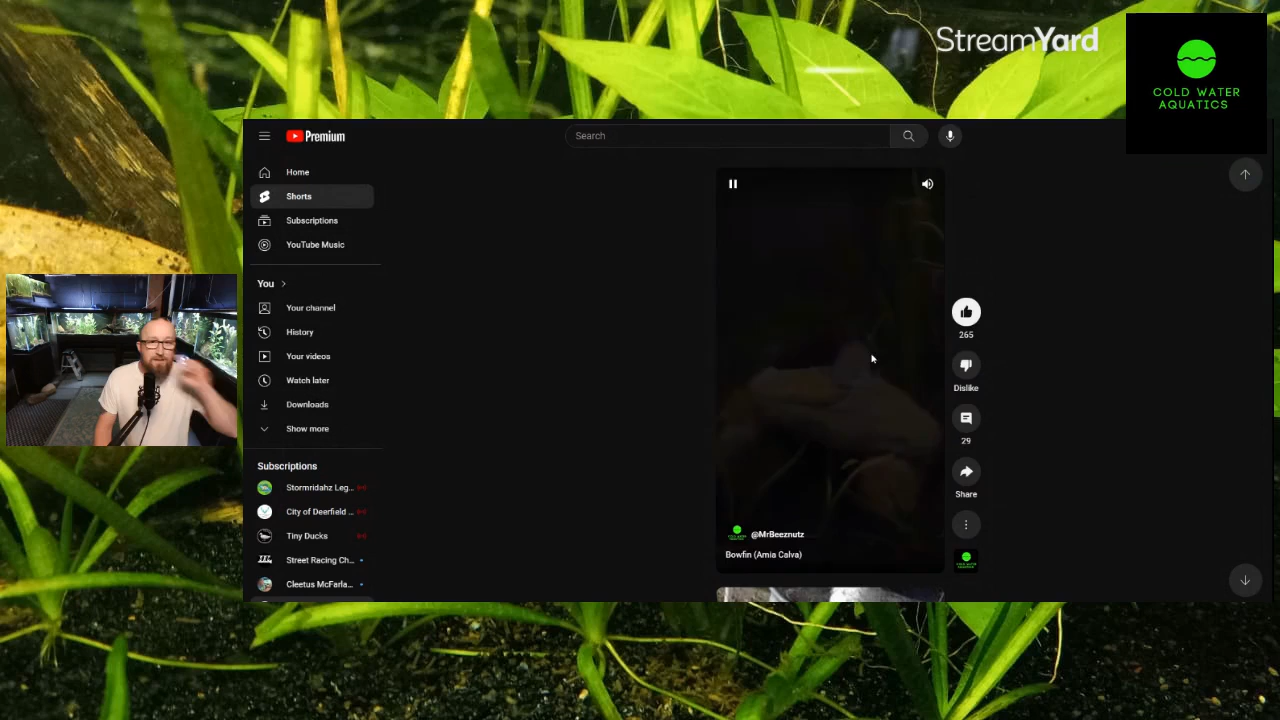 StreamYard
COLD WATER
AQUATICS
Premium
Search
Home
Shorts
Subscriptions
YouTube Music
You
Your channel
History
Your videos
Watch later
Downloads
Show more
Subscriptions
Stormridahz Leg...
City of Deerfield ...
Tiny Ducks
Street Racing Ch...
Cleetus McFarla...
265
Dislike
29
Share
@MrBeeznutz
Bowfin (Amia Calva)